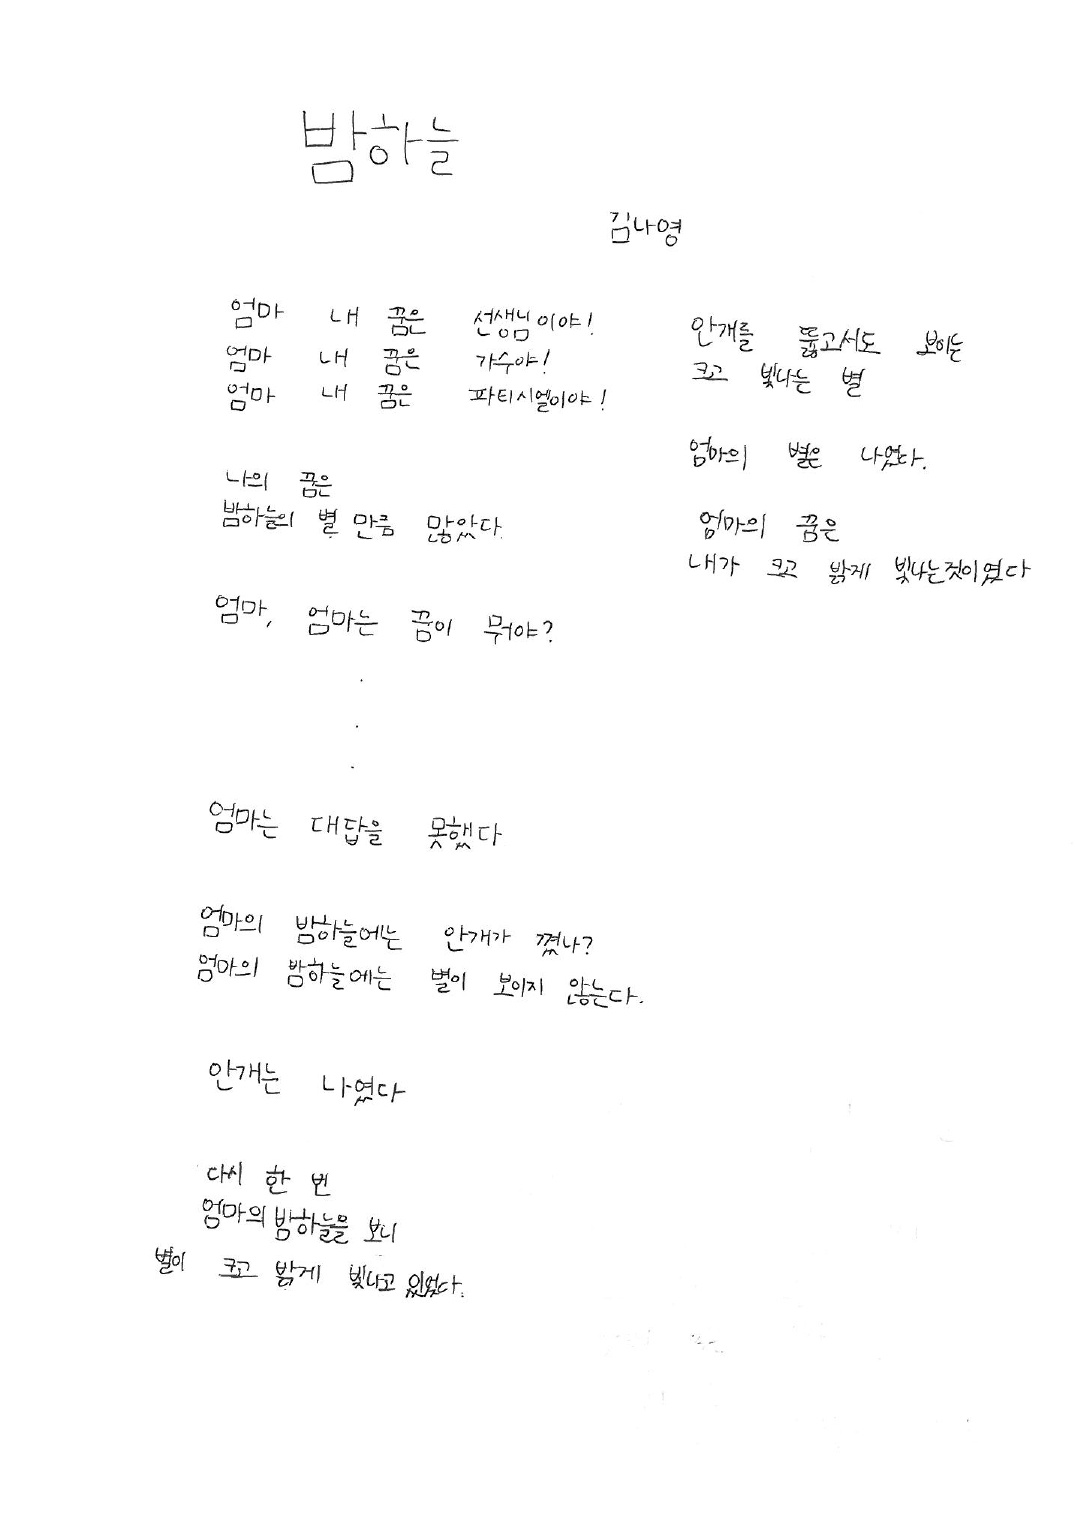 밤하늘
김나영
엄마 내 꿈은 선생님이야!
엄마 내 꿈은 가수야!
엄마 내 꿈은 파티시엘이야!
나의 꿈은
밤하늘의 별 만큼 많았다.
엄마, 엄마는 꿈이 뭐야?
.
.
.
엄마는 대답을 못했다
엄마의 밤하늘에는 안개가 꼈나?
엄마의 밤하늘에는 별이 보이지 않는다.
안개는 나였다
다시 한 번
엄마의 밤하늘을 보니
별이 크고 밝게 빛나고 있었다.
안개를 뚫고서도 보이는
크고 빛나는 별
엄마의 별은 나였다.
엄마의 꿈은
내가 크고 밝게 빛나는것이였다